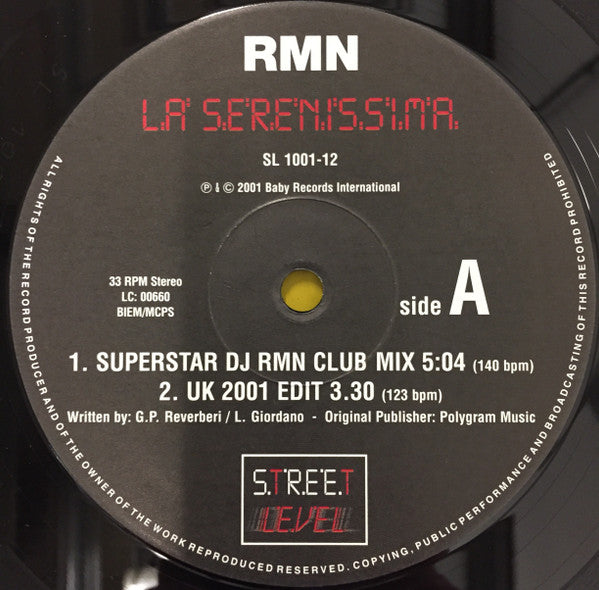 RMN
LA SERENISSIMA
SL 1001-12
℗ & © 2001 Baby Records International
33 RPM Stereo
LC: 00660
BIEM/MCPS
side A
1. SUPERSTAR DJ RMN CLUB MIX 5:04 (140 bpm)
2. UK 2001 EDIT 3.30 (123 bpm)
Written by: G.P. Reverberi / L. Giordano - Original Publisher: Polygram Music
S.T.R.E.E.T
LEVEL
ALL RIGHTS OF THE RECORD PRODUCER AND OF THE OWNER OF THE WORK REPRODUCED RESERVED. COPYING, PUBLIC PERFORMANCE AND BROADCASTING OF THIS RECORD PROHIBITED